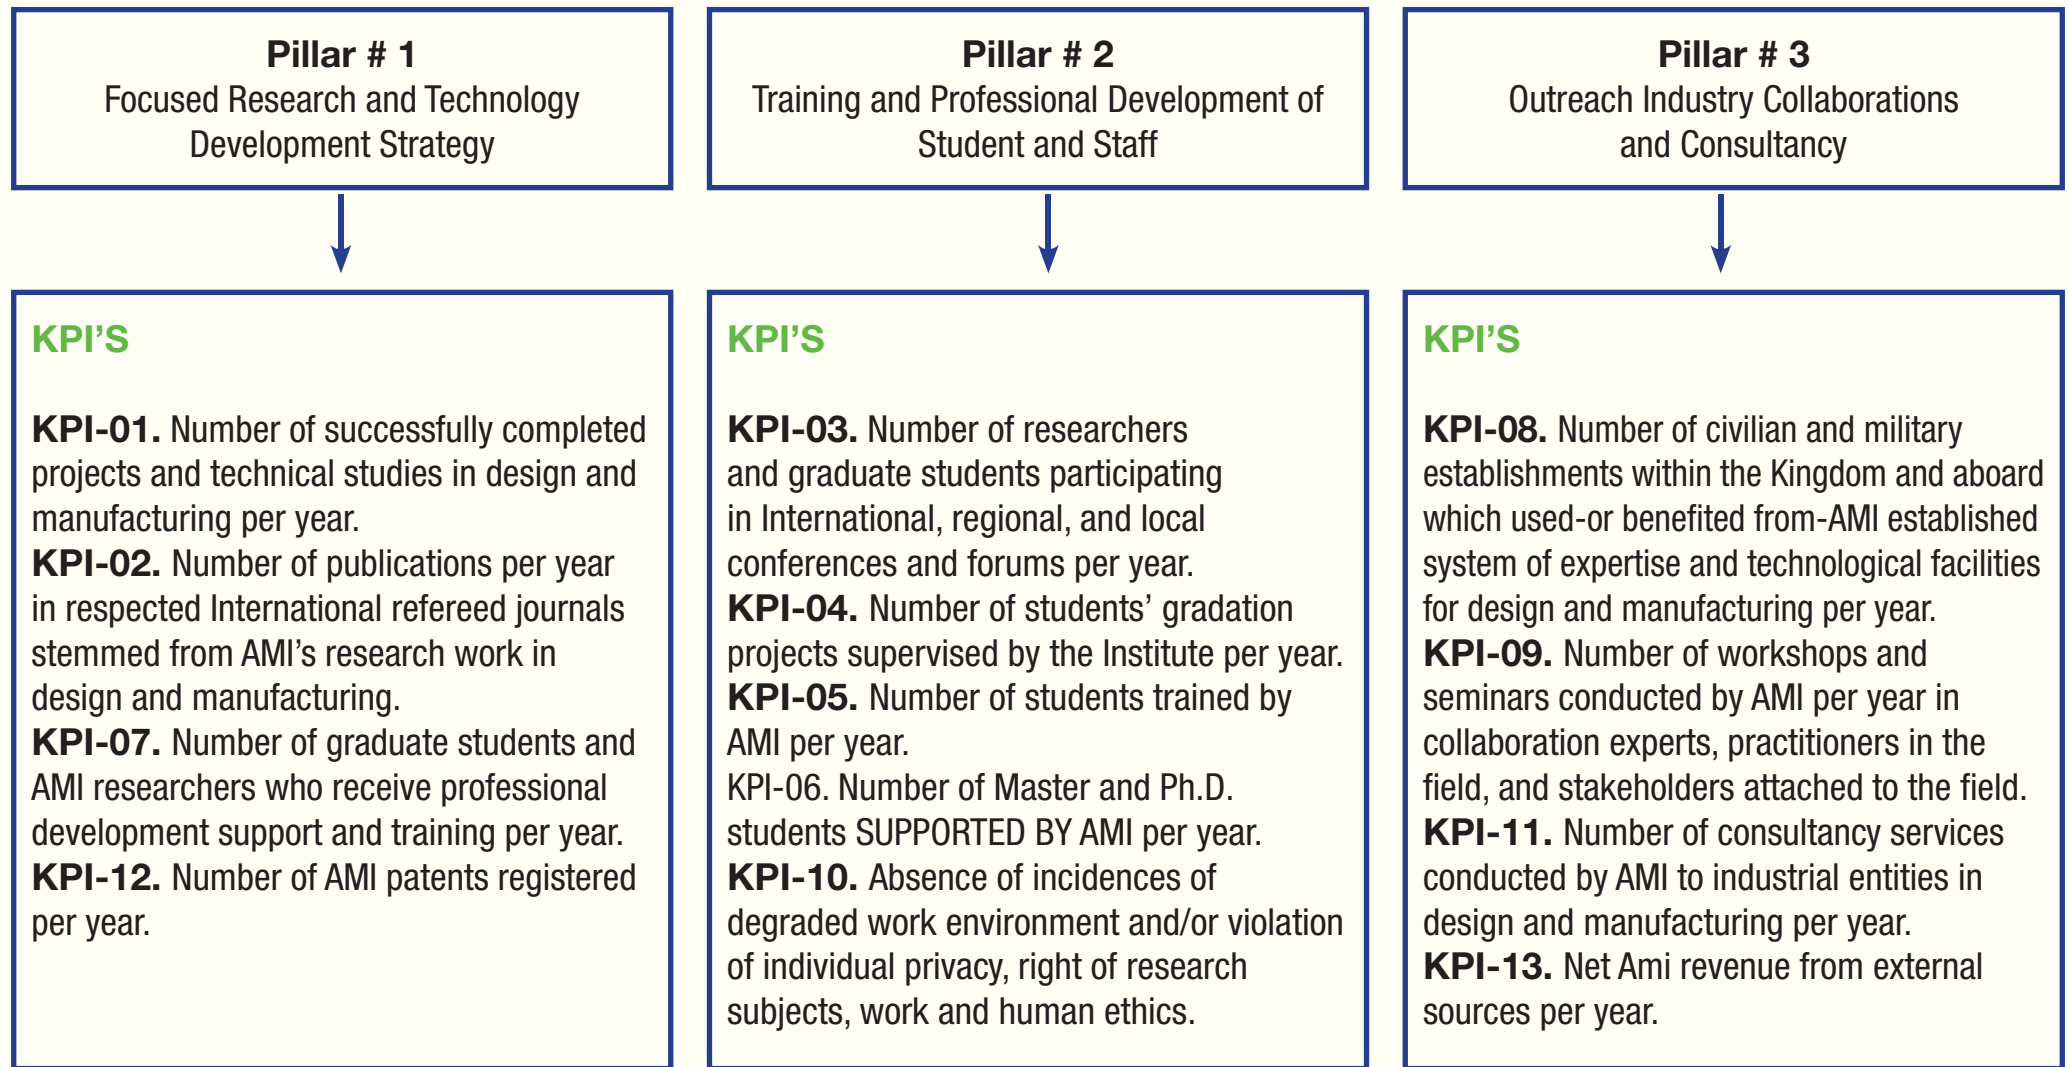 Pillar # 1
Focused Research and Technology
Development Strategy
KPI’S
KPI-01. Number of successfully completed
projects and technical studies in design and
manufacturing per year.
KPI-02. Number of publications per year
in respected International refereed journals
stemmed from AMI’s research work in
design and manufacturing.
KPI-07. Number of graduate students and
AMI researchers who receive professional
development support and training per year.
KPI-12. Number of AMI patents registered
per year.
Pillar # 2
Training and Professional Development of
Student and Staff
KPI’S
KPI-03. Number of researchers
and graduate students participating
in International, regional, and local
conferences and forums per year.
KPI-04. Number of students’ gradation
projects supervised by the Institute per year.
KPI-05. Number of students trained by
AMI per year.
KPI-06. Number of Master and Ph.D.
students SUPPORTED BY AMI per year.
KPI-10. Absence of incidences of
degraded work environment and/or violation
of individual privacy, right of research
subjects, work and human ethics.
Pillar # 3
Outreach Industry Collaborations
and Consultancy
KPI’S
KPI-08. Number of civilian and military
establishments within the Kingdom and aboard
which used-or benefited from-AMI established
system of expertise and technological facilities
for design and manufacturing per year.
KPI-09. Number of workshops and
seminars conducted by AMI per year in
collaboration experts, practitioners in the
field, and stakeholders attached to the field.
KPI-11. Number of consultancy services
conducted by AMI to industrial entities in
design and manufacturing per year.
KPI-13. Net Ami revenue from external
sources per year.